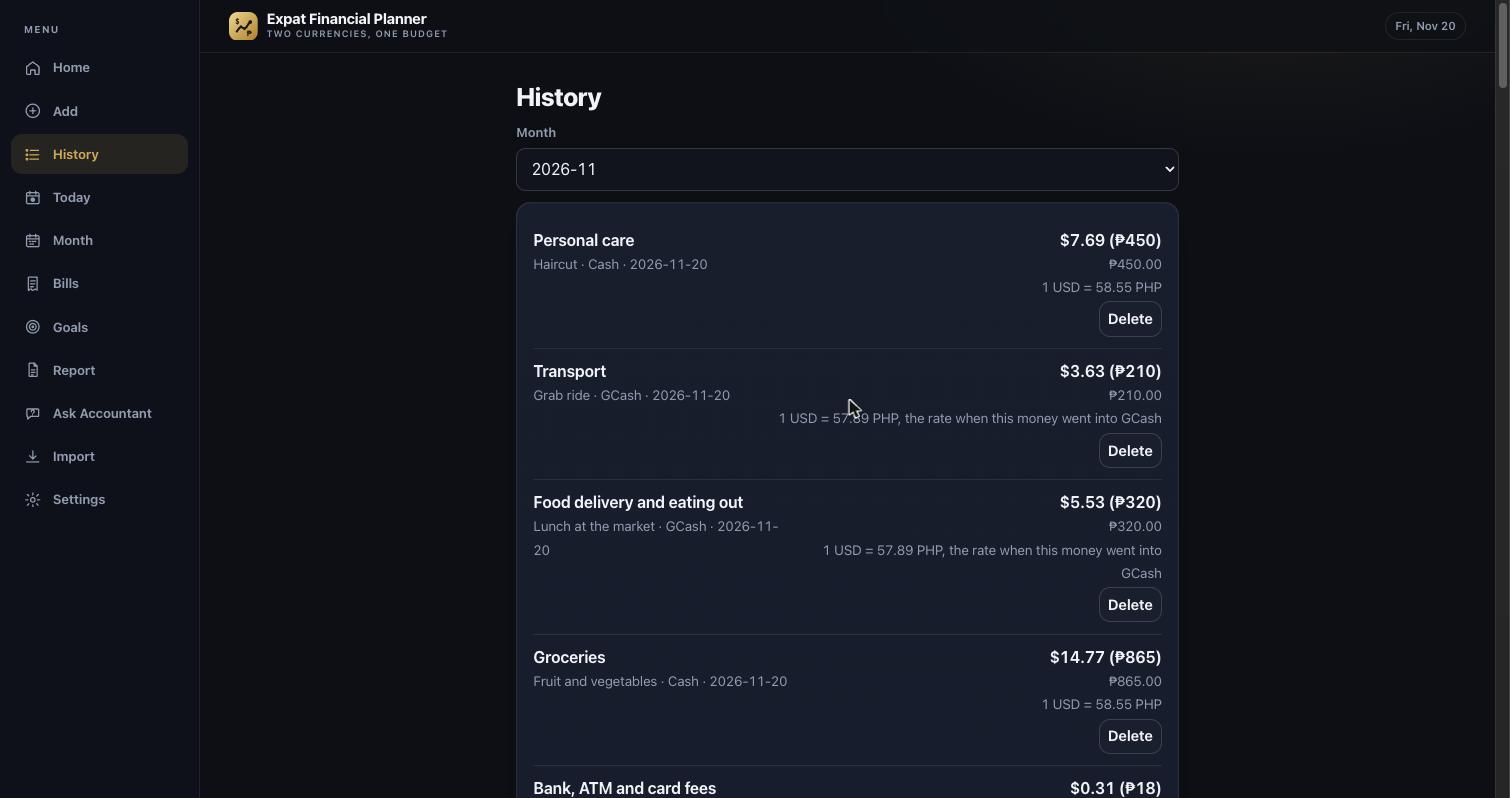 MENU
Home
Add
History
Today
Month
Bills
Goals
Report
Ask Accountant
Import
Settings
Expat Financial Planner
TWO CURRENCIES, ONE BUDGET
Fri, Nov 20
History
Month
2026-11
Personal care
$7.69 (₱450)
Haircut · Cash · 2026-11-20
₱450.00
1 USD = 58.55 PHP
Delete
Transport
$3.63 (₱210)
Grab ride · GCash · 2026-11-20
₱210.00
1 USD = 57.89 PHP, the rate when this money went into GCash
Delete
Food delivery and eating out
$5.53 (₱320)
Lunch at the market · GCash · 2026-11-
20
₱320.00
1 USD = 57.89 PHP, the rate when this money went into
GCash
Delete
Groceries
$14.77 (₱865)
Fruit and vegetables · Cash · 2026-11-20
₱865.00
1 USD = 58.55 PHP
Delete
Bank, ATM and card fees
$0.31 (₱18)